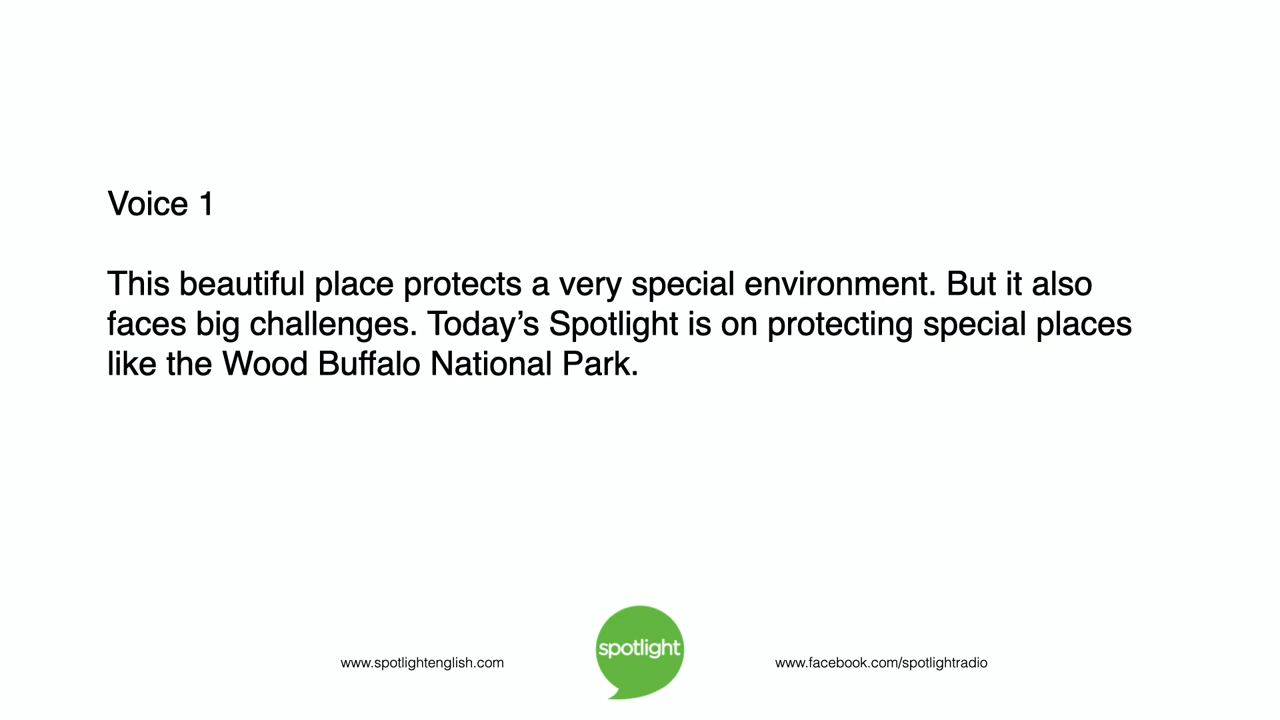 Voice 1
This beautiful place protects a very special environment. But it also
faces big challenges. Today’s Spotlight is on protecting special places
like the Wood Buffalo National Park.
spotlight
www.spotlightenglish.com
www.facebook.com/spotlightradio